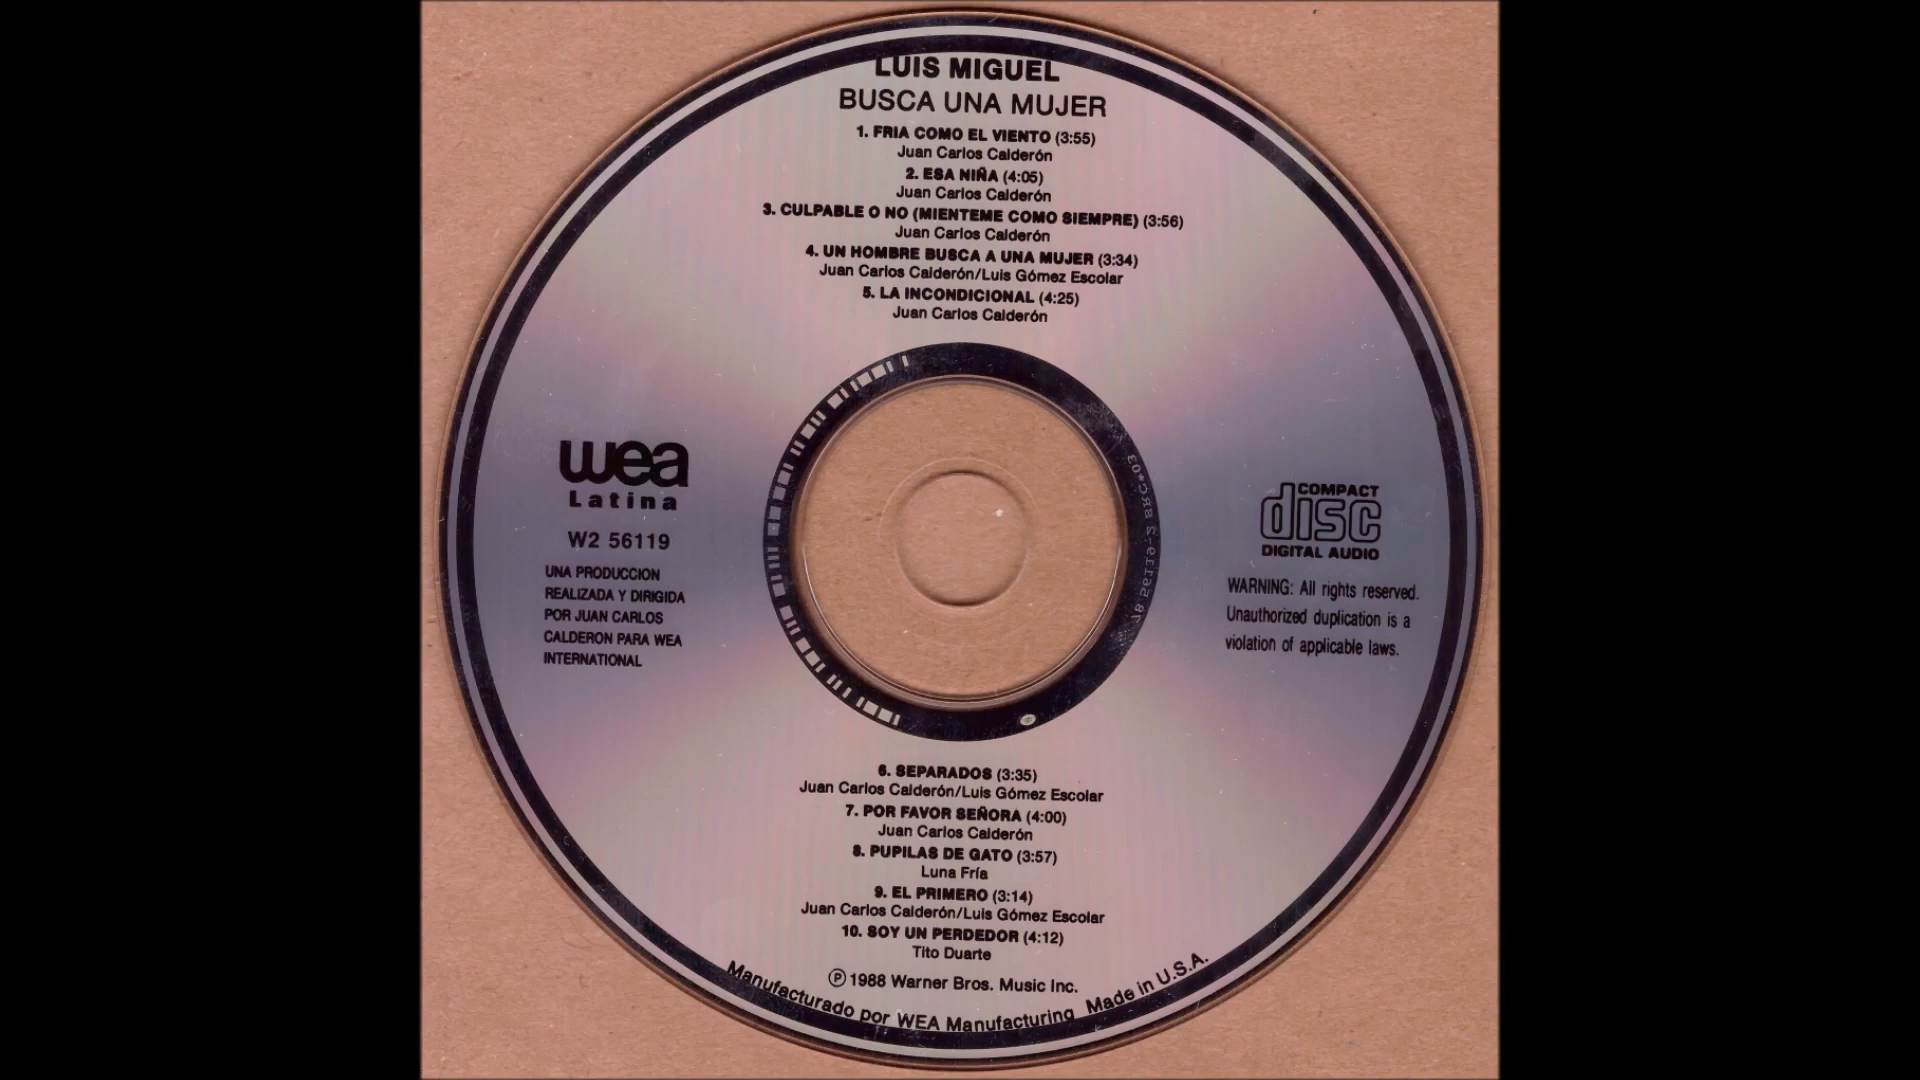 LUIS MIGUEL
BUSCA UNA MUJER
1. FRIA COMO EL VIENTO (3:55)
Juan Carlos Calderón
2. ESA NIÑA (4:05)
Juan Carlos Calderón
3. CULPABLE O NO (MIENTEME COMO SIEMPRE) (3:56)
Juan Carlos Calderón
4. UN HOMBRE BUSCA A UNA MUJER (3:34)
Juan Carlos Calderón/Luis Gómez Escolar
5. LA INCONDICIONAL (4:25)
Juan Carlos Calderón
wea
Latina
W2 56119
UNA PRODUCCION
REALIZADA Y DIRIGIDA
POR JUAN CARLOS
CALDERON PARA WEA
INTERNATIONAL
COMPACT
disc
DIGITAL AUDIO
WARNING: All rights reserved.
Unauthorized duplication is a
violation of applicable laws.
6. SEPARADOS (3:35)
Juan Carlos Calderón/Luis Gómez Escolar
7. POR FAVOR SEÑORA (4:00)
Juan Carlos Calderón
8. PUPILAS DE GATO (3:57)
Luna Fría
9. EL PRIMERO (3:14)
Juan Carlos Calderón/Luis Gómez Escolar
10. SOY UN PERDEDOR (4:12)
Tito Duarte
Ⓟ 1988 Warner Bros. Music Inc.
Manufacturado por WEA Manufacturing Made in U.S.A.